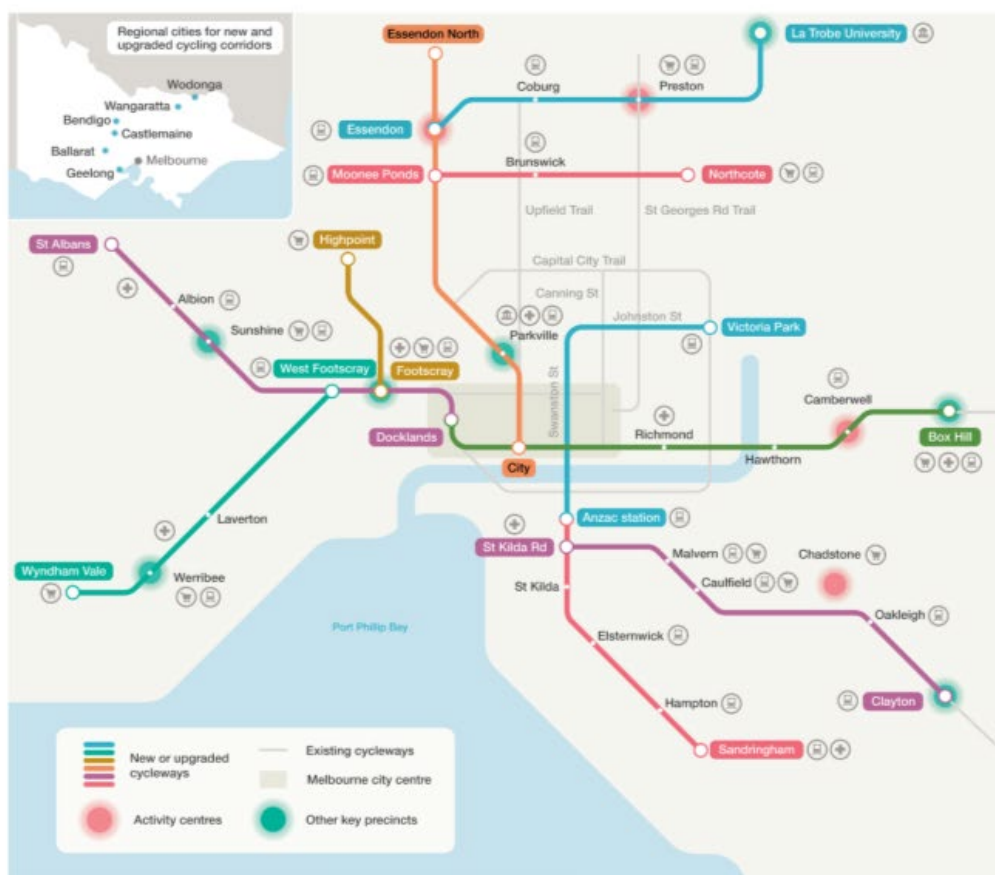 Regional cities for new and
upgraded cycling corridors
Wodonga
Wangaratta
Bendigo
Castlemaine
Ballarat
Melbourne
Geelong
Essendon North
La Trobe University
Coburg
Preston
Essendon
Brunswick
Moonee Ponds
Northcote
Upfield Trail
St Georges Rd Trail
St Albans
Highpoint
Capital City Trail
Canning St
Albion
Johnston St
Sunshine
Parkville
Victoria Park
West Footscray
Footscray
Swanston St
Camberwell
Docklands
Richmond
Box Hill
City
Hawthorn
Laverton
Anzac station
St Kilda Rd
Malvern
Chadstone
Wyndham Vale
Werribee
St Kilda
Caulfield
Oakleigh
Port Phillip Bay
Elsternwick
Hampton
Clayton
Sandringham
New or upgraded
cycleways
Existing cycleways
Melbourne city centre
Activity centres
Other key precincts